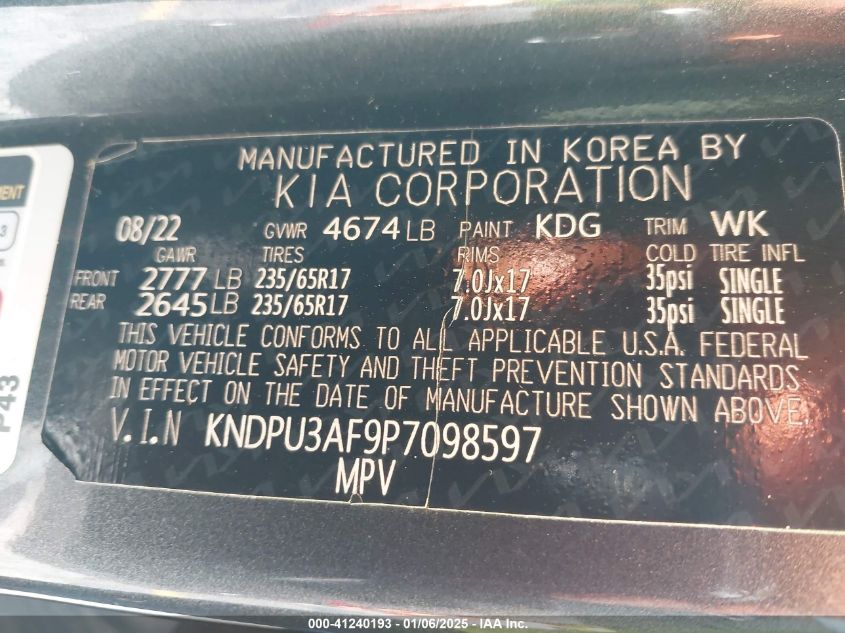 MANUFACTURED IN KOREA BY
KIA CORPORATION
08/22 GVWR 4674 LB PAINT KDG TRIM WK
GAWR TIRES RIMS COLD TIRE INFL
FRONT 2777 LB 235/65R17 7.0Jx17 35psi SINGLE
REAR 2645 LB 235/65R17 7.0Jx17 35psi SINGLE
THIS VEHICLE CONFORMS TO ALL APPLICABLE U.S.A. FEDERAL
MOTOR VEHICLE SAFETY AND THEFT PREVENTION STANDARDS
IN EFFECT ON THE DATE OF MANUFACTURE SHOWN ABOVE.
V.I.N KNDPU3AF9P7098597
MPV
P43
000-41240193 - 01/06/2025 - IAA Inc.